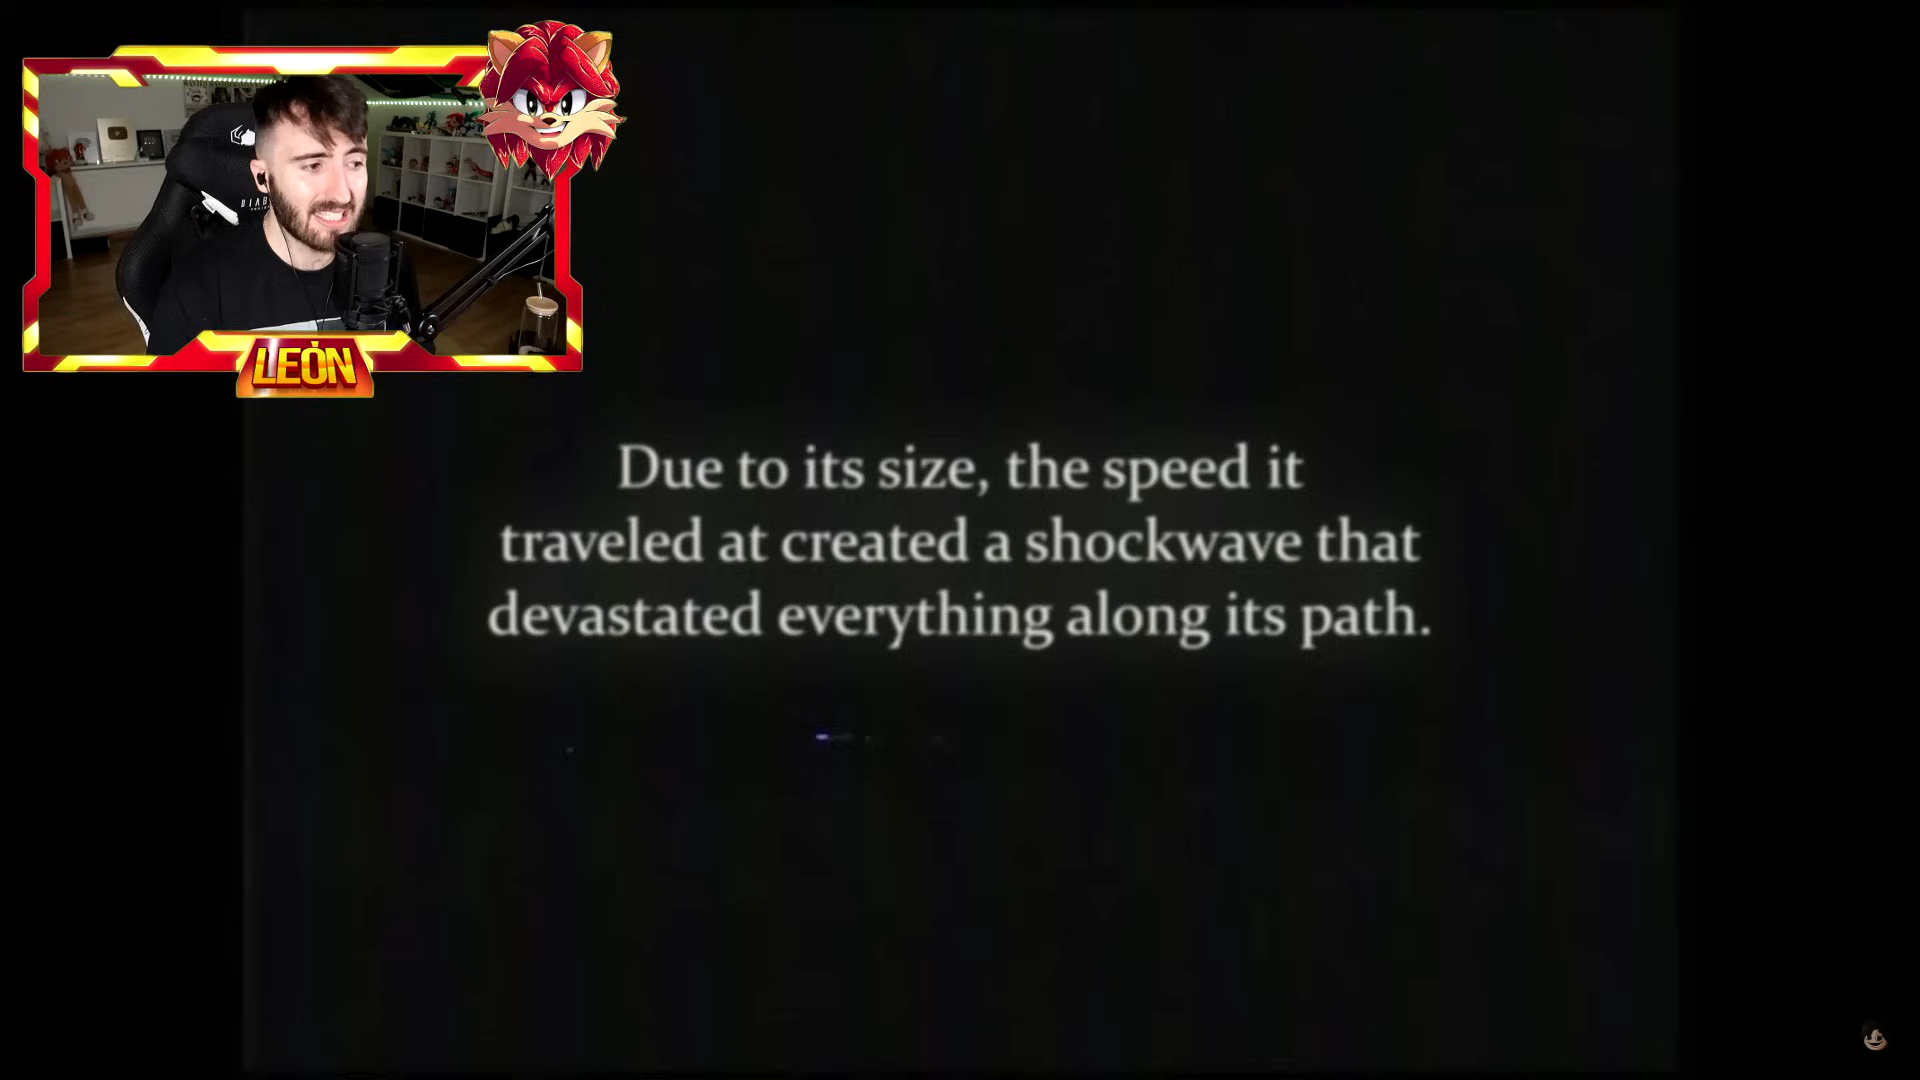 LEÓN
Due to its size, the speed it
traveled at created a shockwave that
devastated everything along its path.